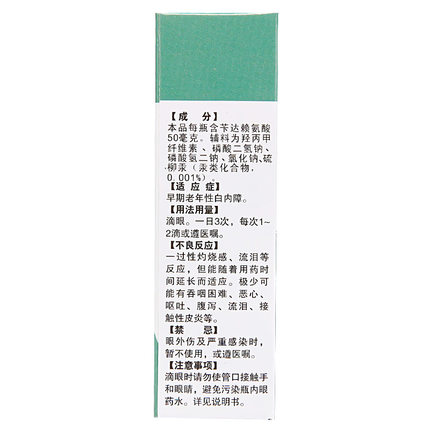 【成　分】
本品每瓶含苄达赖氨酸
50毫克。辅料为羟丙甲
纤维素、磷酸二氢钠、
磷酸氢二钠、氯化钠、硫
柳汞（汞类化合物，
0.001%）。
【适 应 症】
早期老年性白内障。
【用法用量】
滴眼。一日3次，每次1~
2滴或遵医嘱。
【不良反应】
一过性灼烧感、流泪等
反应，但能随着用药时
间延长而适应。极少可
能有吞咽困难、恶心、
呕吐、腹泻、流泪、接
触性皮炎等。
【禁　忌】
眼外伤及严重感染时，
暂不使用，或遵医嘱。
【注意事项】
滴眼时请勿使管口接触手
和眼睛，避免污染瓶内眼
药水。详见说明书。